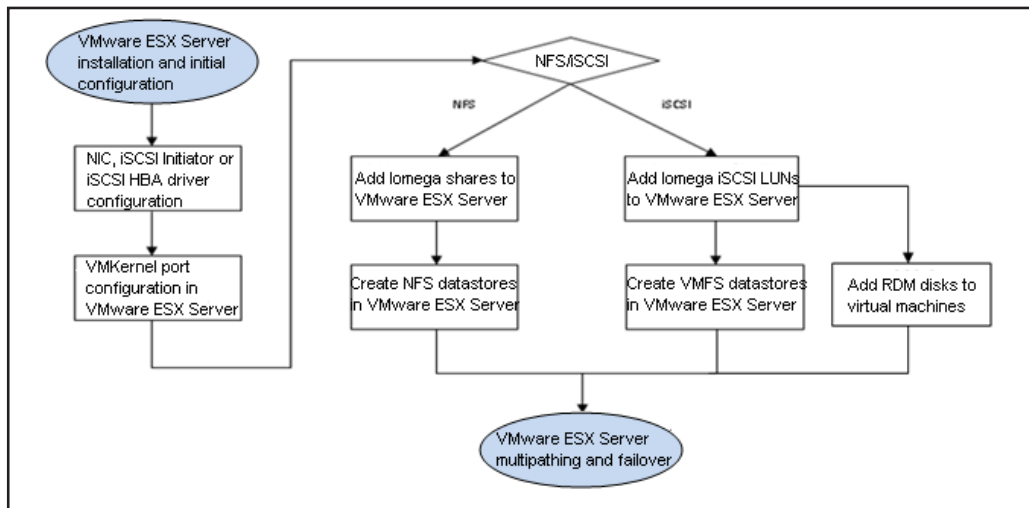 VMware ESX Server
installation and initial
configuration
NIC, iSCSI Initiator or
iSCSI HBA driver
configuration
VMKernel port
configuration in
VMware ESX Server
NFS/iSCSI
NFS
iSCSI
Add Iomega shares to
VMware ESX Server
Create NFS datastores
in VMware ESX Server
Add Iomega iSCSI LUNs
to VMware ESX Server
Create VMFS datastores
in VMware ESX Server
Add RDM disks to
virtual machines
VMware ESX Server
multipathing and failover